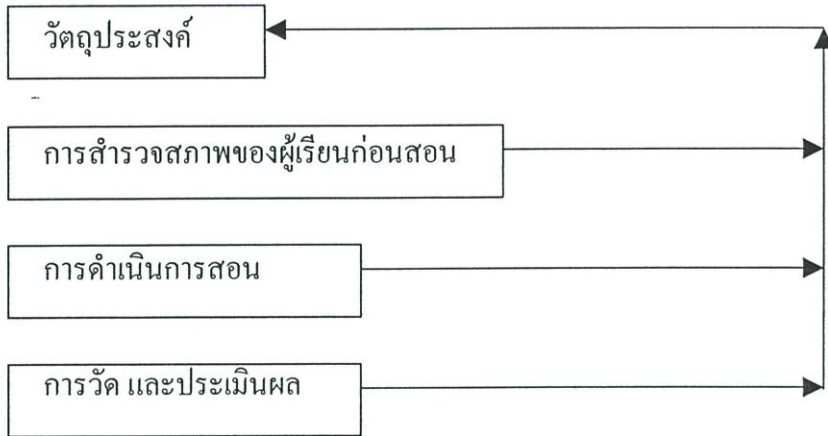 วัตถุประสงค์
การสำรวจสภาพของผู้เรียนก่อนสอน
การดำเนินการสอน
การวัด และประเมินผล